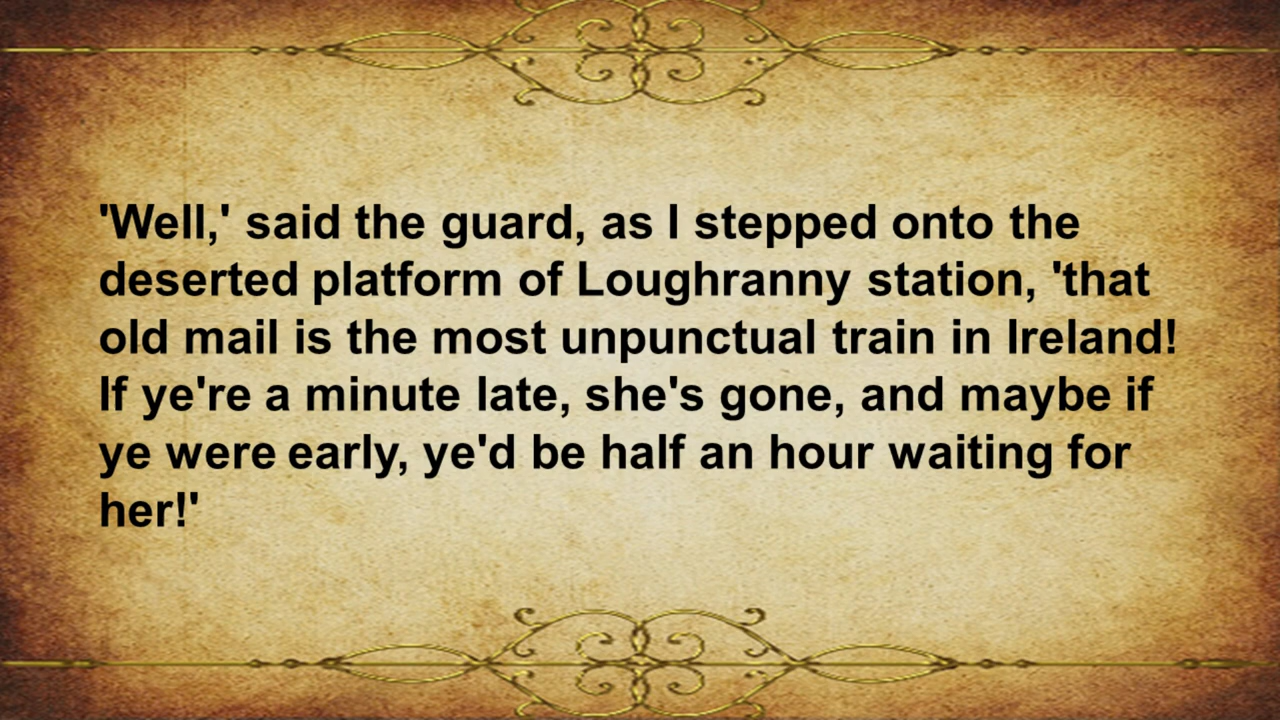 'Well,' said the guard, as I stepped onto the
deserted platform of Loughranny station, 'that
old mail is the most unpunctual train in Ireland!
If ye're a minute late, she's gone, and maybe if
ye were early, ye'd be half an hour waiting for
her!'